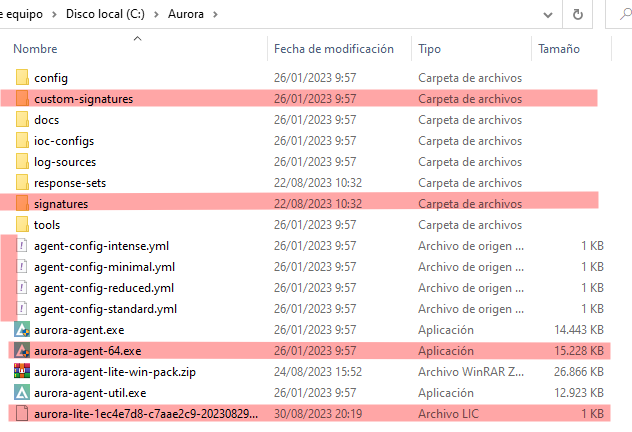 e equipo > Disco local (C:) > Aurora >
Nombre Fecha de modificación Tipo Tamaño
config 26/01/2023 9:57 Carpeta de archivos
custom-signatures 26/01/2023 9:57 Carpeta de archivos
docs 26/01/2023 9:57 Carpeta de archivos
ioc-configs 26/01/2023 9:57 Carpeta de archivos
log-sources 26/01/2023 9:57 Carpeta de archivos
response-sets 22/08/2023 10:32 Carpeta de archivos
signatures 22/08/2023 10:32 Carpeta de archivos
tools 26/01/2023 9:57 Carpeta de archivos
agent-config-intense.yml 26/01/2023 9:57 Archivo de origen ... 1 KB
agent-config-minimal.yml 26/01/2023 9:57 Archivo de origen ... 1 KB
agent-config-reduced.yml 26/01/2023 9:57 Archivo de origen ... 1 KB
agent-config-standard.yml 26/01/2023 9:57 Archivo de origen ... 1 KB
aurora-agent.exe 26/01/2023 9:57 Aplicación 14.443 KB
aurora-agent-64.exe 26/01/2023 9:57 Aplicación 15.228 KB
aurora-agent-lite-win-pack.zip 24/08/2023 15:52 Archivo WinRAR Z... 26.866 KB
aurora-agent-util.exe 26/01/2023 9:57 Aplicación 12.923 KB
aurora-lite-1ec4e7d8-c7aae2c9-20230829... 30/08/2023 20:19 Archivo LIC 1 KB